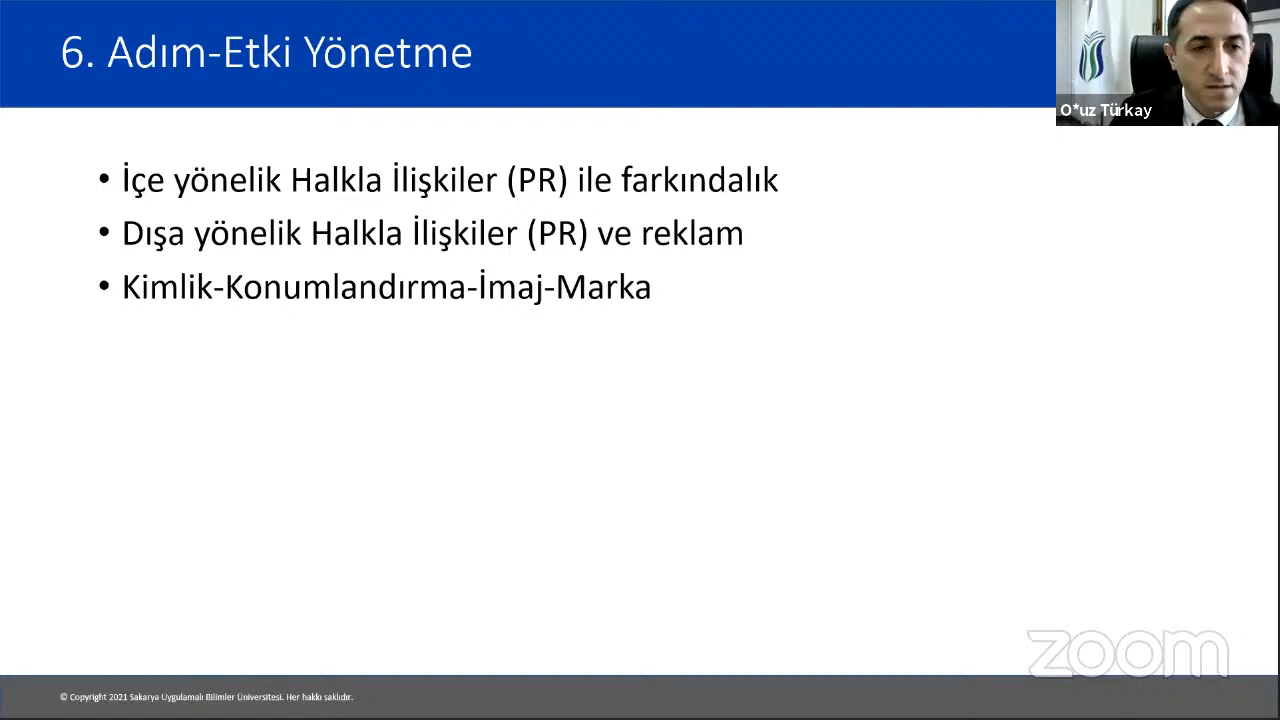 6. Adım-Etki Yönetme
O*uz Türkay
• İçe yönelik Halkla İlişkiler (PR) ile farkındalık
• Dışa yönelik Halkla İlişkiler (PR) ve reklam
• Kimlik-Konumlandırma-İmaj-Marka
zoom
© Copyright 2021 Sakarya Uygulamalı Bilimler Üniversitesi. Her hakkı saklıdır.